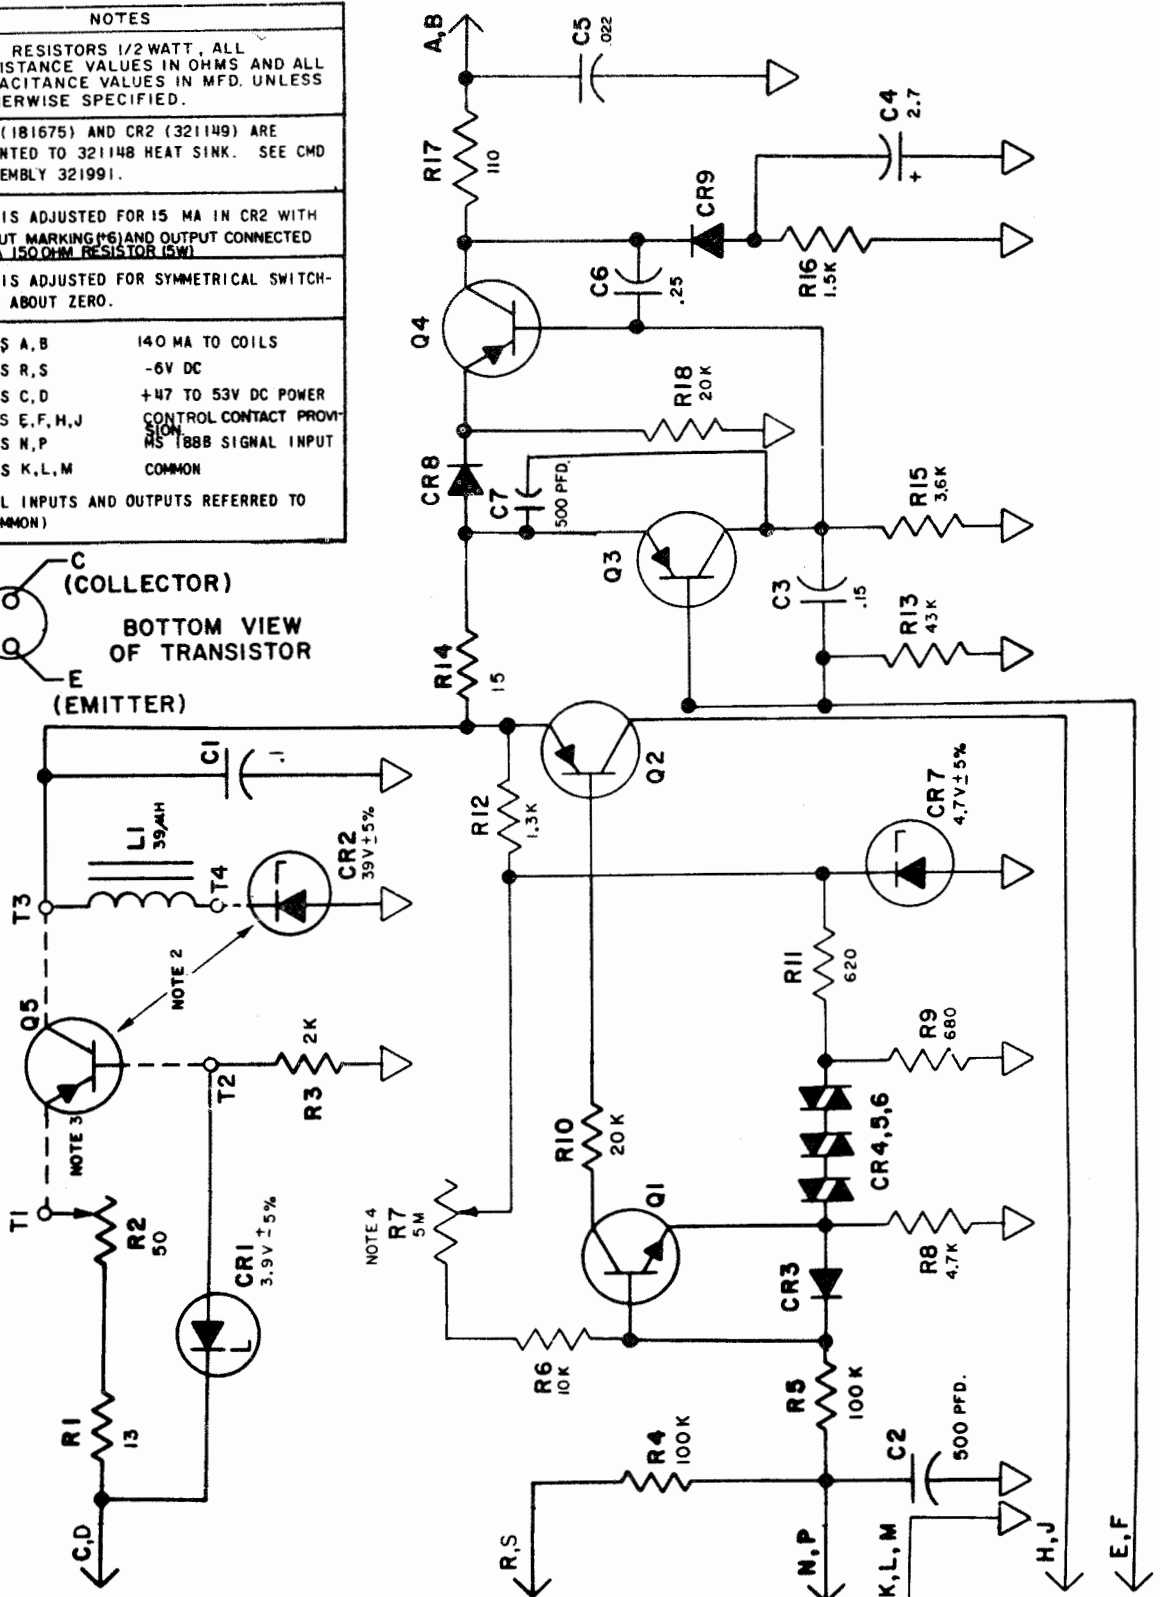 NOTES
RESISTORS 1/2 WATT, ALL
ISTANCE VALUES IN OHMS AND ALL
ACITANCE VALUES IN MFD. UNLESS
ERWISE SPECIFIED.
(181675) AND CR2 (321149) ARE
NTED TO 321148 HEAT SINK. SEE CMD
EMBLY 321991.
IS ADJUSTED FOR 15 MA IN CR2 WITH
UT MARKING (+6) AND OUTPUT CONNECTED
A 150 OHM RESISTOR (5W)
IS ADJUSTED FOR SYMMETRICAL SWITCH-
ABOUT ZERO.
S A,B 140 MA TO COILS
S R,S -6V DC
S C,D +47 TO 53V DC POWER
S E,F,H,J CONTROL CONTACT PROVI-
SION
S N,P MS 188B SIGNAL INPUT
S K,L,M COMMON
L INPUTS AND OUTPUTS REFERRED TO
MMON)
C
(COLLECTOR)
BOTTOM VIEW
OF TRANSISTOR
E
(EMITTER)
A,B
C5
.022
R17
110
C4
2.7
+
CR9
C6
.25
R16
1.5K
Q4
R18
20K
CR8
C7
500 PFD.
Q3
R15
3.6K
C3
.15
R13
43K
R14
15
C1
.1
L1
39µH
T3
T4
CR2
39V±5%
R12
1.3K
Q2
CR7
4.7V±5%
Q5
NOTE 2
R11
620
R9
680
NOTE 3
T2
R3
2K
R10
20K
CR4,5,6
T1
R2
50
CR1
3.9V±5%
NOTE 4
R7
5M
Q1
R8
4.7K
CR3
R6
10K
R1
13
R5
100K
R4
100K
C2
500 PFD.
C,D
R,S
N,P
K,L,M
H,J
E,F